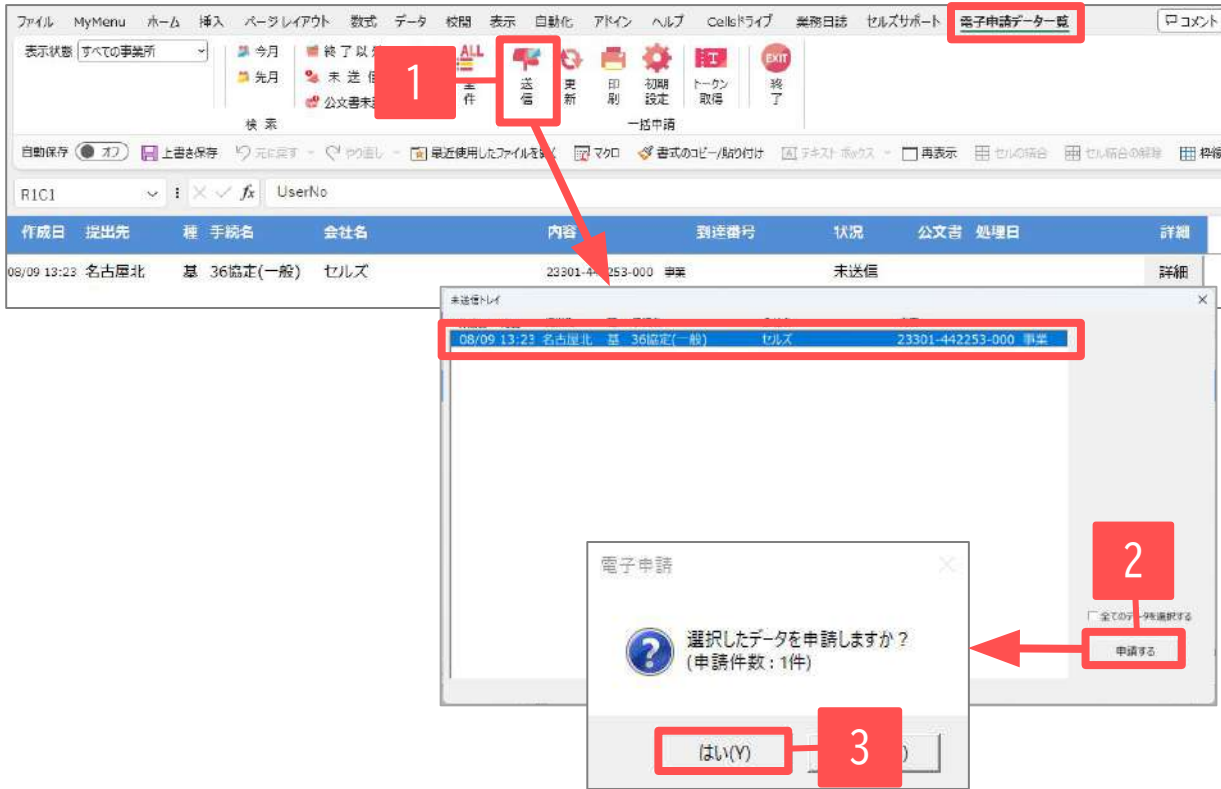 ファイル MyMenu ホーム 挿入 ページ レイアウト 数式 データ 校閲 表示 自動化 アドイン ヘルプ Cellsドライブ 業務日誌 セルズサポート 電子申請データ一覧 コメント
表示状態 すべての事業所
今月
先月
終了以
未送信
公文書未
ALL
全件
送信
更新
印刷
初期設定
トークン取得
EXIT
終了
検索
一括申請
1
自動保存 オフ 上書き保存 元に戻す やり直し 最近使用したファイルを マクロ 書式のコピー/貼り付け テキスト ボックス 再表示 セルの結合 セル結合の解除 枠線
R1C1 fx UserNo
作成日 提出先 種 手続名 会社名 内容 到達番号 状況 公文書 処理日 詳細
08/09 13:23 名古屋北 基 36協定(一般) セルズ 23301-442253-000 事業 未送信 詳細
未送信トレイ
08/09 13:23 名古屋北 基 36協定(一般) セルズ 23301-442253-000 事業
2
全てのデータを選択する
申請する
電子申請
選択したデータを申請しますか？
(申請件数：1件)
はい(Y)
3